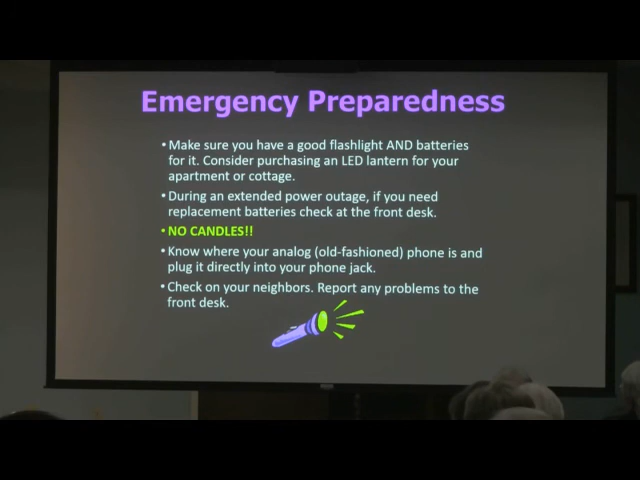 Emergency Preparedness
• Make sure you have a good flashlight AND batteries
for it. Consider purchasing an LED lantern for your
apartment or cottage.
• During an extended power outage, if you need
replacement batteries check at the front desk.
• NO CANDLES!!
• Know where your analog (old-fashioned) phone is and
plug it directly into your phone jack.
• Check on your neighbors. Report any problems to the
front desk.